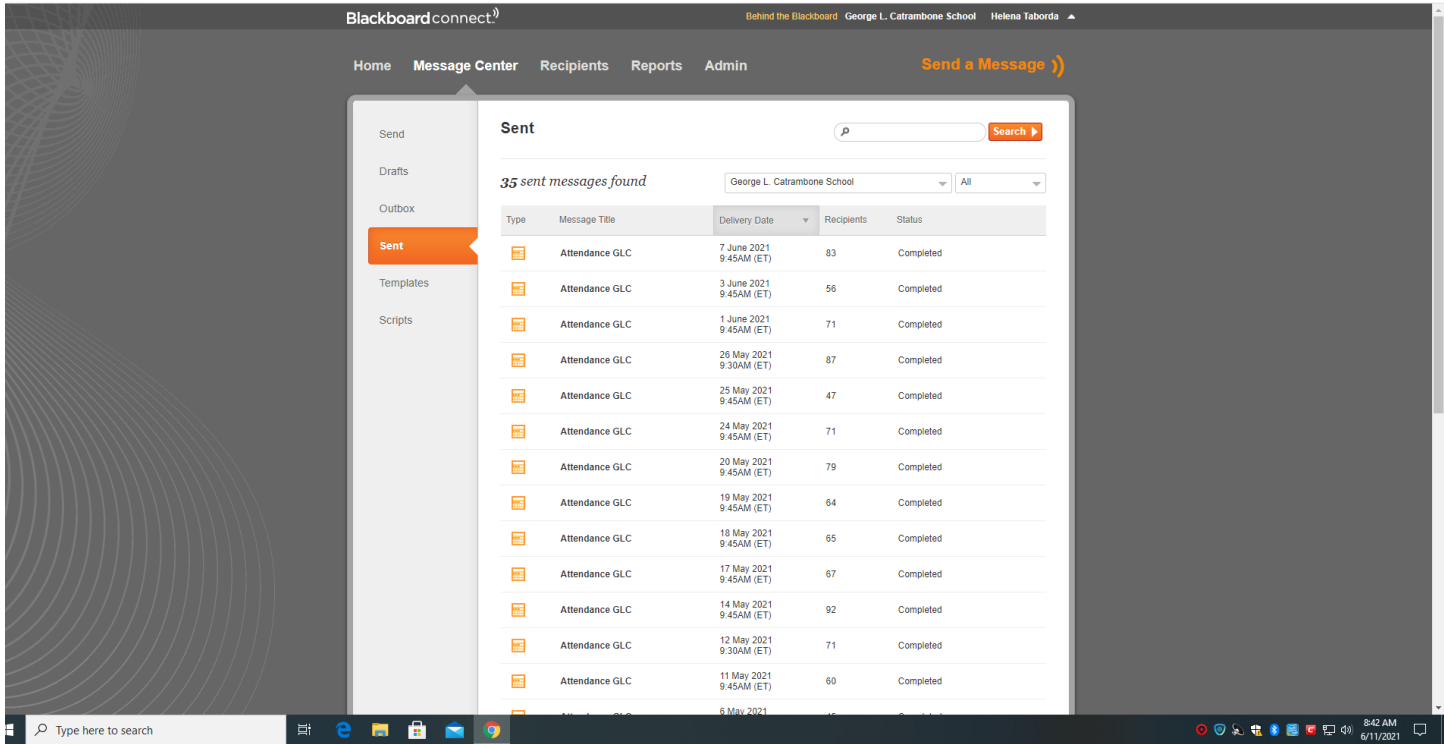 Blackboard connect.
Behind the Blackboard George L. Catrambone School Helena Taborda
Home Message Center Recipients Reports Admin
Send a Message
Send
Drafts
Outbox
Sent
Templates
Scripts
Sent
Search
35 sent messages found
George L. Catrambone School
All
Type Message Title Delivery Date Recipients Status
Attendance GLC 7 June 2021 9:45AM (ET) 83 Completed
Attendance GLC 3 June 2021 9:45AM (ET) 56 Completed
Attendance GLC 1 June 2021 9:45AM (ET) 71 Completed
Attendance GLC 26 May 2021 9:30AM (ET) 87 Completed
Attendance GLC 25 May 2021 9:45AM (ET) 47 Completed
Attendance GLC 24 May 2021 9:45AM (ET) 71 Completed
Attendance GLC 20 May 2021 9:45AM (ET) 79 Completed
Attendance GLC 19 May 2021 9:45AM (ET) 64 Completed
Attendance GLC 18 May 2021 9:45AM (ET) 65 Completed
Attendance GLC 17 May 2021 9:45AM (ET) 67 Completed
Attendance GLC 14 May 2021 9:45AM (ET) 92 Completed
Attendance GLC 12 May 2021 9:30AM (ET) 71 Completed
Attendance GLC 11 May 2021 9:45AM (ET) 60 Completed
6 May 2021
Type here to search
8:42 AM
6/11/2021